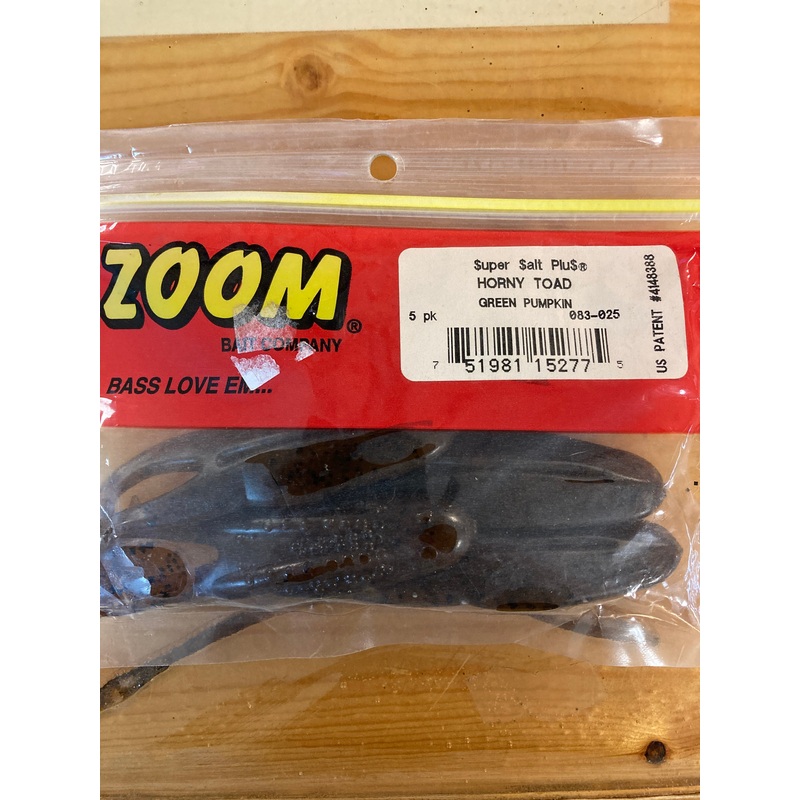 ZOOM®
BAIT COMPANY
BASS LOVE EM...
$uper $alt Plu$®
HORNY TOAD
GREEN PUMPKIN
5 pk 083-025
7 51981 15277 5
US PATENT #4148388